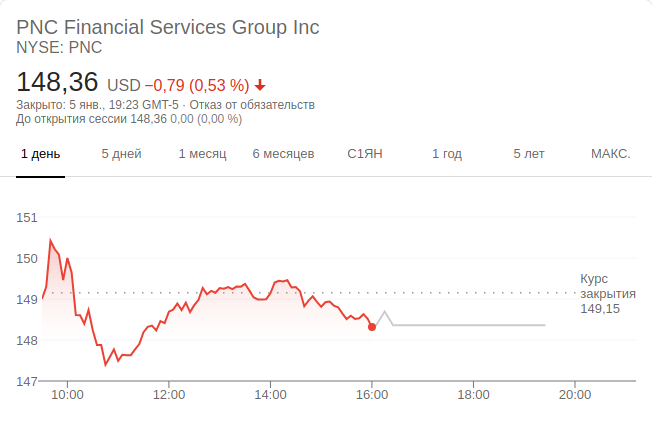 PNC Financial Services Group Inc
NYSE: PNC
148,36 USD −0,79 (0,53 %)
Закрыто: 5 янв., 19:23 GMT-5 · Отказ от обязательств
До открытия сессии 148,36 0,00 (0,00 %)
1 день 5 дней 1 месяц 6 месяцев С1ЯН 1 год 5 лет МАКС.
151
150
149
148
147
Курс
закрытия
149,15
10:00 12:00 14:00 16:00 18:00 20:00